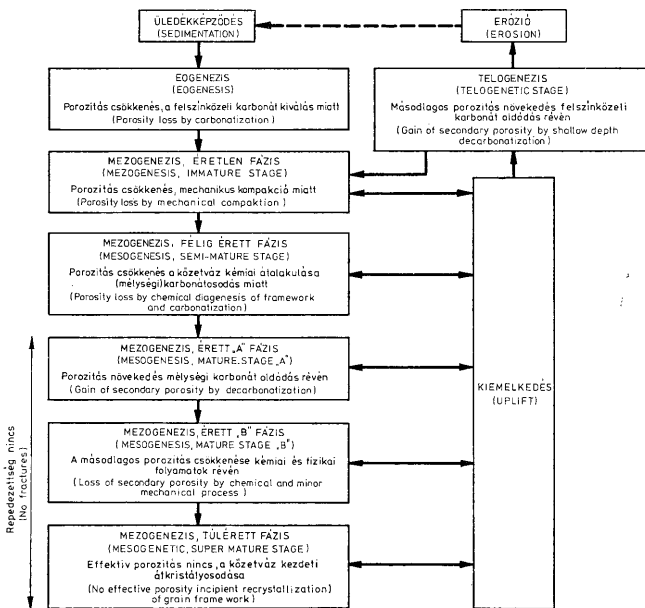 ÜLEDÉKKÉPZŐDÉS
(SEDIMENTATION)
ERÓZIÓ
(EROSION)
EOGENEZIS
(EOGENESIS)
Porozitás csökkenés, a felszínközeli karbonát kiválás miatt
(Porosity loss by carbonatization)
TELOGENEZIS
(TELOGENETIC STAGE)
Másodlagos porozitás növekedés felszínközeli
karbonát oldódás révén
(Gain of secondary porosity by shallow depth
decarbonatization)
MEZOGENEZIS, ÉRETLEN FÁZIS
(MEZOGENESIS, IMMATURE STAGE)
Porozitás csökkenés, mechanikus kompakció miatt
(Porosity loss by mechanical compaktion)
MEZOGENEZIS, FÉLIG ÉRETT FÁZIS
(MESOGENESIS, SEMI-MATURE STAGE)
Porozitás csökkenés a kőzetváz kémiai átalakulása
(mélységi) karbonátosodás miatt
(Porosity loss by chemical diagenesis of framework
and carbonatization)
MEZOGENEZIS, ÉRETT „A" FÁZIS
(MESOGENESIS, MATURE.STAGE „A")
Porozitás növekedés mélységi karbonát oldódás révén
(Gain of secondary porosity by decarbonatization)
KIEMELKEDÉS
(UPLIFT)
MEZOGENEZIS, ÉRETT „B" FÁZIS
(MESOGENESIS, MATURE STAGE „B")
A másodlagos porozitás csökkenése kémiai és fizikai
folyamatok révén
(Loss of secondary porosity by chemical and minor
mechanical process)
MEZOGENEZIS, TÚLÉRETT FÁZIS
(MESOGENETIC, SUPER MATURE STAGE)
Effektiv porozitás nincs, a kőzetváz kezdeti
átkristályosodása
(No effective porosity incipient recrystallization)
of grain frame work)
Repedezettség nincs
(No fractures)